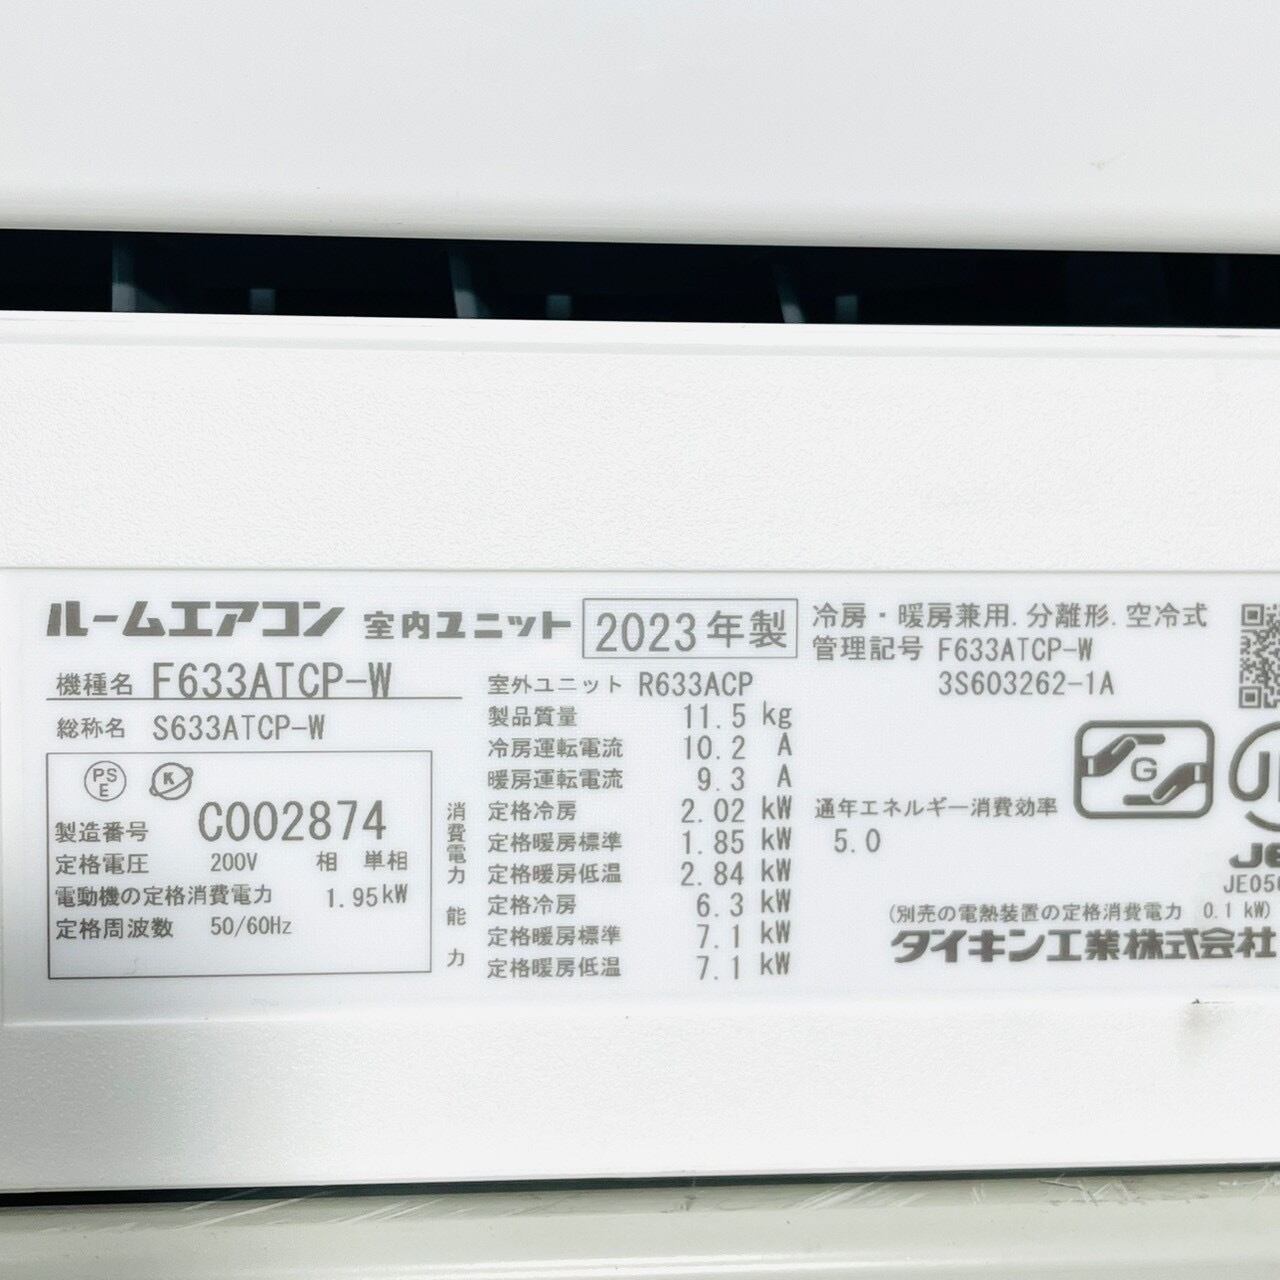 ルームエアコン 室内ユニット 2023年製
冷房・暖房兼用.分離形.空冷式
管理記号 F633ATCP-W
3S603262-1A
機種名 F633ATCP-W
総称名 S633ATCP-W
PS
E
K
製造番号 C002874
定格電圧 200V 相 単相
電動機の定格消費電力 1.95kW
定格周波数 50/60Hz
室外ユニット R633ACP
製品質量 11.5 kg
冷房運転電流 10.2 A
暖房運転電流 9.3 A
消費電力
定格冷房 2.02 kW
定格暖房標準 1.85 kW
定格暖房低温 2.84 kW
能力
定格冷房 6.3 kW
定格暖房標準 7.1 kW
定格暖房低温 7.1 kW
通年エネルギー消費効率
5.0
G
(別売の電熱装置の定格消費電力 0.1 kW)
ダイキン工業株式会社